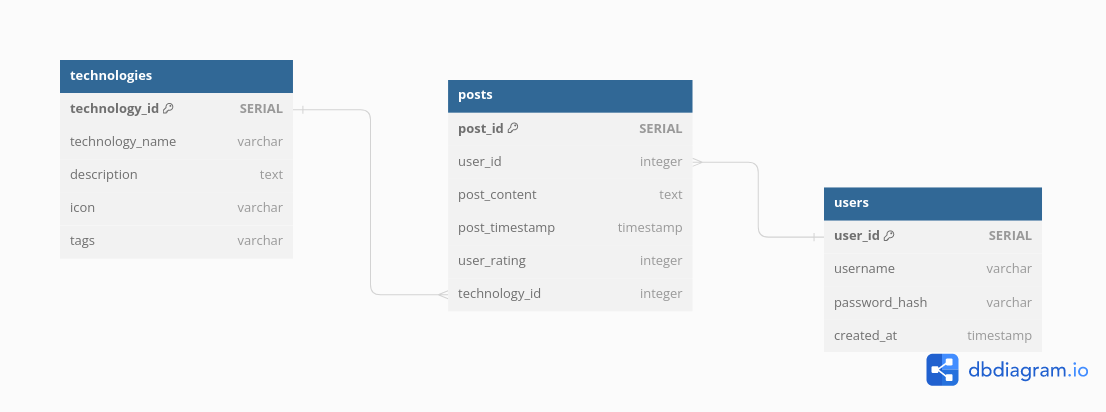 technologies
technology_id SERIAL
technology_name varchar
description text
icon varchar
tags varchar
posts
post_id SERIAL
user_id integer
post_content text
post_timestamp timestamp
user_rating integer
technology_id integer
users
user_id SERIAL
username varchar
password_hash varchar
created_at timestamp
dbdiagram.io